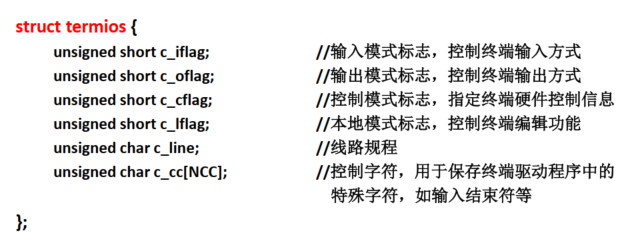 struct termios {
unsigned short c_iflag; //输入模式标志，控制终端输入方式
unsigned short c_oflag; //输出模式标志，控制终端输出方式
unsigned short c_cflag; //控制模式标志，指定终端硬件控制信息
unsigned short c_lflag; //本地模式标志，控制终端编辑功能
unsigned char c_line; //线路规程
unsigned char c_cc[NCC]; //控制字符，用于保存终端驱动程序中的
特殊字符，如输入结束符等
};